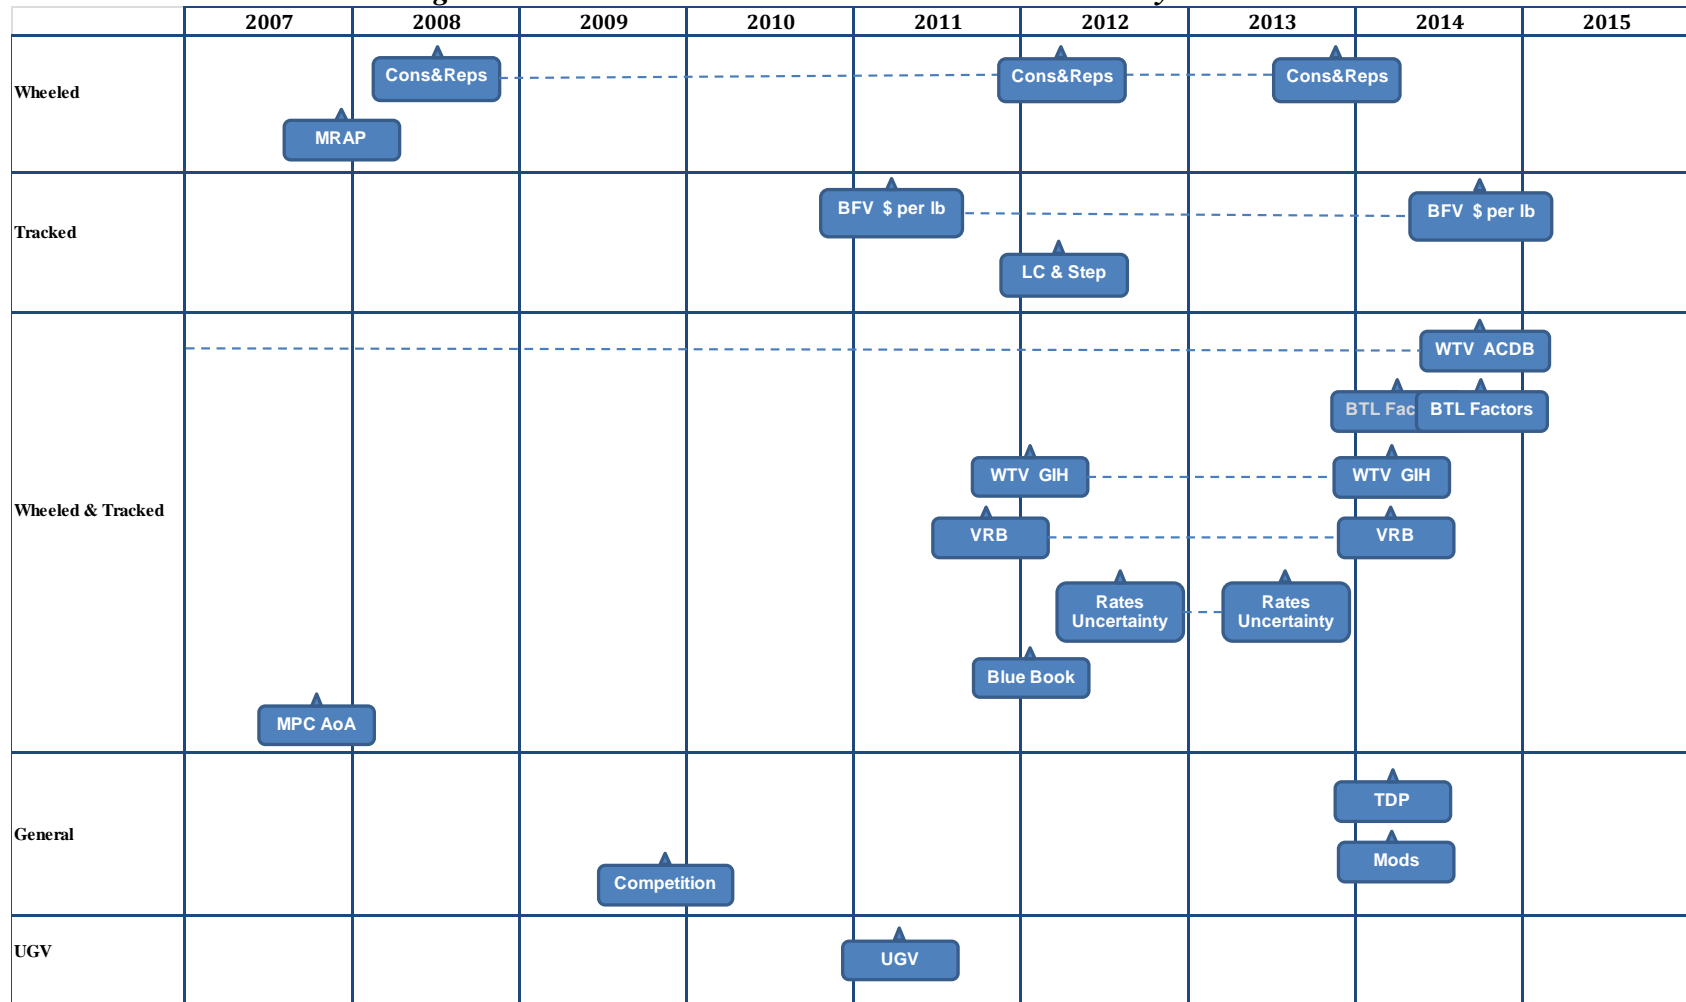 2007 2008 2009 2010 2011 2012 2013 2014 2015
Wheeled
Cons&Reps Cons&Reps Cons&Reps
MRAP
Tracked
BFV $ per lb BFV $ per lb
LC & Step
Wheeled & Tracked
WTV ACDB
BTL Fac BTL Factors
WTV GIH WTV GIH
VRB VRB
Rates
Uncertainty
Rates
Uncertainty
Blue Book
MPC AoA
General
TDP
Mods
Competition
UGV
UGV